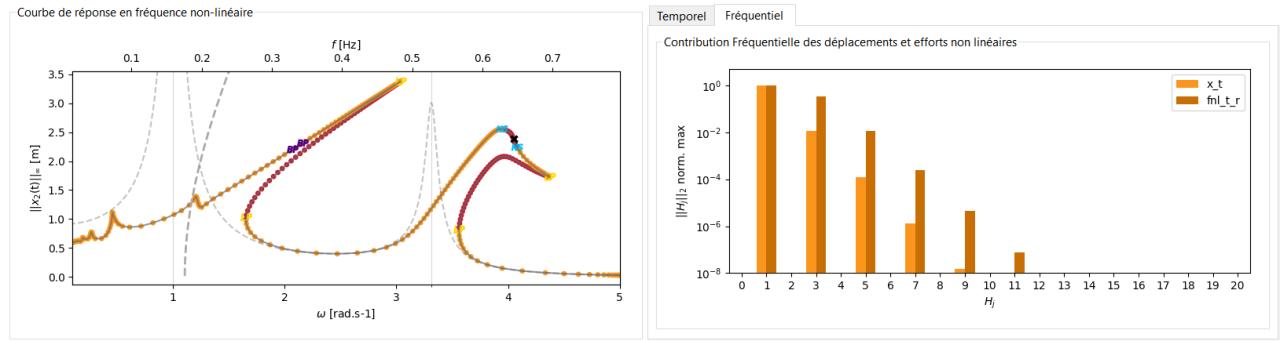 Courbe de réponse en fréquence non-linéaire
f [Hz]
0.1 0.2 0.3 0.4 0.5 0.6 0.7
3.5
3.0
2.5
2.0
1.5
1.0
0.5
0.0
||x₂(t)||∞ [m]
BP BP
NS
NS
1 2 3 4 5
ω [rad.s-1]
Temporel Fréquentiel
Contribution Fréquentielle des déplacements et efforts non linéaires
x_t
fnl_t_r
10⁰
10⁻²
10⁻⁴
10⁻⁶
10⁻⁸
||Hⱼ||₂ norm. max
0 1 2 3 4 5 6 7 8 9 10 11 12 13 14 15 16 17 18 19 20
Hⱼ